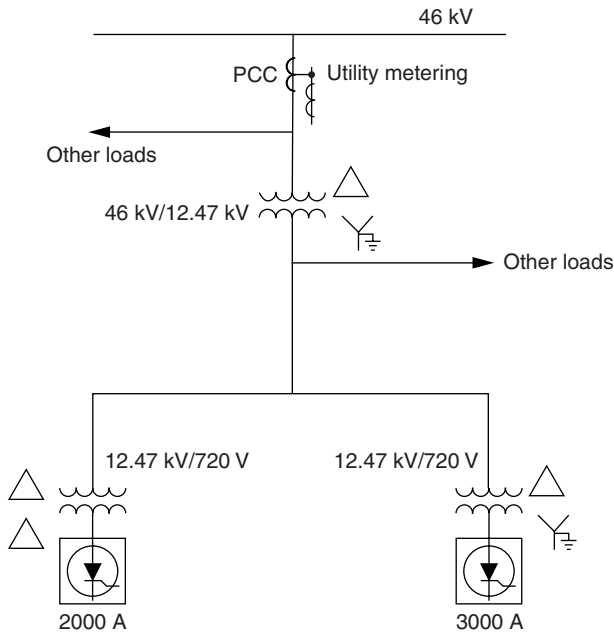 46 kV
PCC
Utility metering
Other loads
46 kV/12.47 kV
Other loads
12.47 kV/720 V
12.47 kV/720 V
2000 A
3000 A